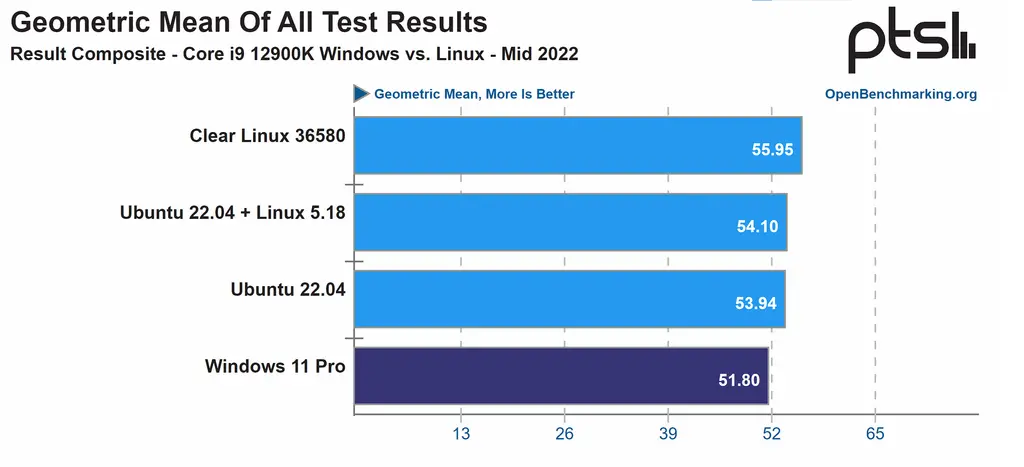 Geometric Mean Of All Test Results
Result Composite - Core i9 12900K Windows vs. Linux - Mid 2022
ptsl
Geometric Mean, More Is Better
OpenBenchmarking.org
Clear Linux 36580
55.95
Ubuntu 22.04 + Linux 5.18
54.10
Ubuntu 22.04
53.94
Windows 11 Pro
51.80
13
26
39
52
65